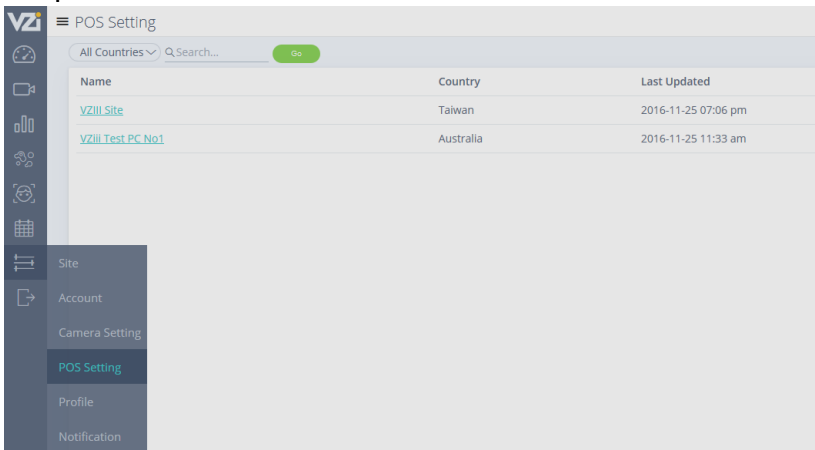 VZi
POS Setting
All Countries Search... Go
Name Country Last Updated
VZIII Site Taiwan 2016-11-25 07:06 pm
VZiii Test PC No1 Australia 2016-11-25 11:33 am
Site
Account
Camera Setting
POS Setting
Profile
Notification